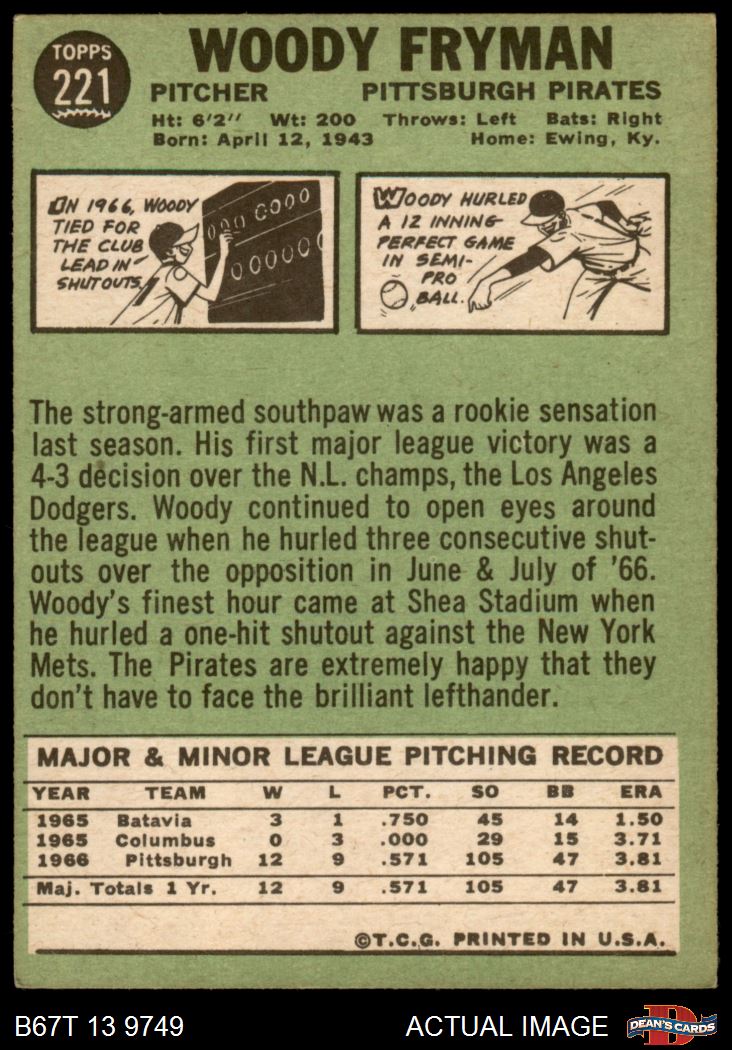 TOPPS
221
WOODY FRYMAN
PITCHER PITTSBURGH PIRATES
Ht: 6'2" Wt: 200 Throws: Left Bats: Right
Born: April 12, 1943 Home: Ewing, Ky.
IN 1966, WOODY
TIED FOR
THE CLUB
LEAD IN
SHUTOUTS.
000 0000
000000
WOODY HURLED
A 12 INNING
PERFECT GAME
IN SEMI-
PRO
BALL.
The strong-armed southpaw was a rookie sensation
last season. His first major league victory was a
4-3 decision over the N.L. champs, the Los Angeles
Dodgers. Woody continued to open eyes around
the league when he hurled three consecutive shut-
outs over the opposition in June & July of '66.
Woody's finest hour came at Shea Stadium when
he hurled a one-hit shutout against the New York
Mets. The Pirates are extremely happy that they
don't have to face the brilliant lefthander.
MAJOR & MINOR LEAGUE PITCHING RECORD
YEAR TEAM W L PCT. SO BB ERA
1965 Batavia 3 1 .750 45 14 1.50
1965 Columbus 0 3 .000 29 15 3.71
1966 Pittsburgh 12 9 .571 105 47 3.81
Maj. Totals 1 Yr. 12 9 .571 105 47 3.81
©T.C.G. PRINTED IN U.S.A.
B67T 13 9749 ACTUAL IMAGE D DEAN'S CARDS